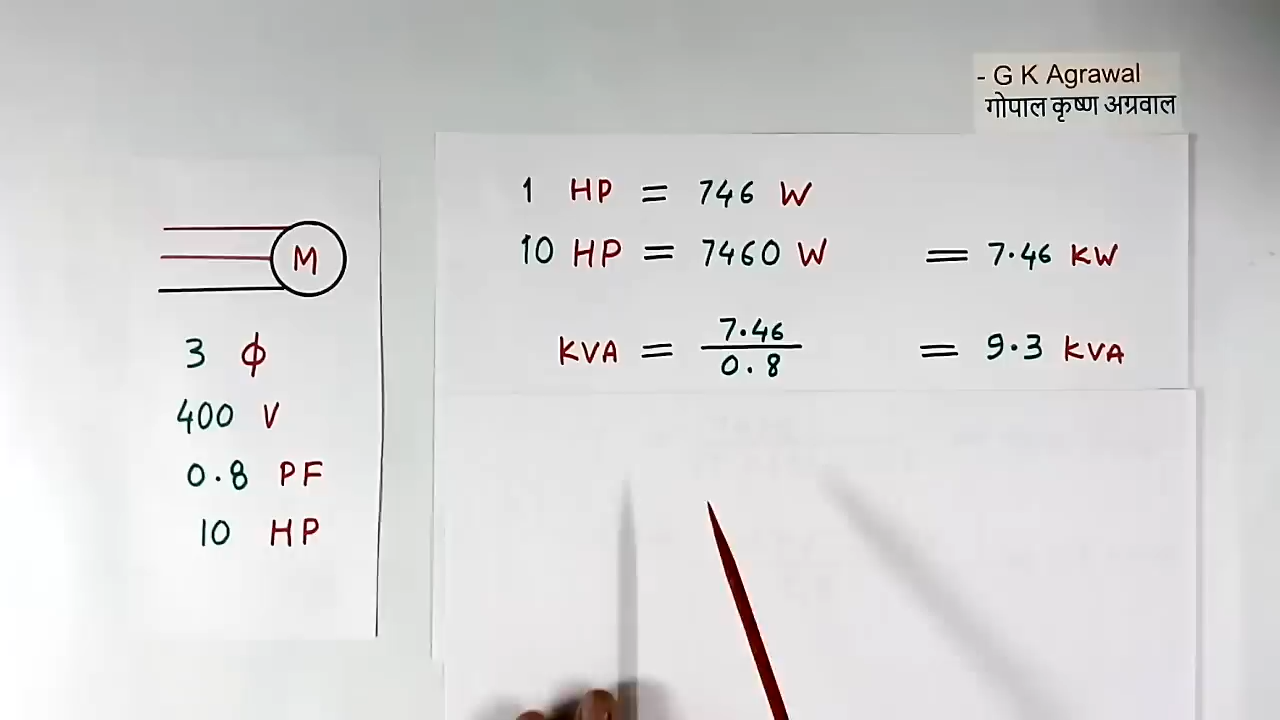 - G K Agrawal
गोपाल कृष्ण अग्रवाल
M
3 ϕ
400 V
0.8 PF
10 HP
1 HP = 746 W
10 HP = 7460 W = 7.46 KW
KVA = 7.46 / 0.8 = 9.3 KVA